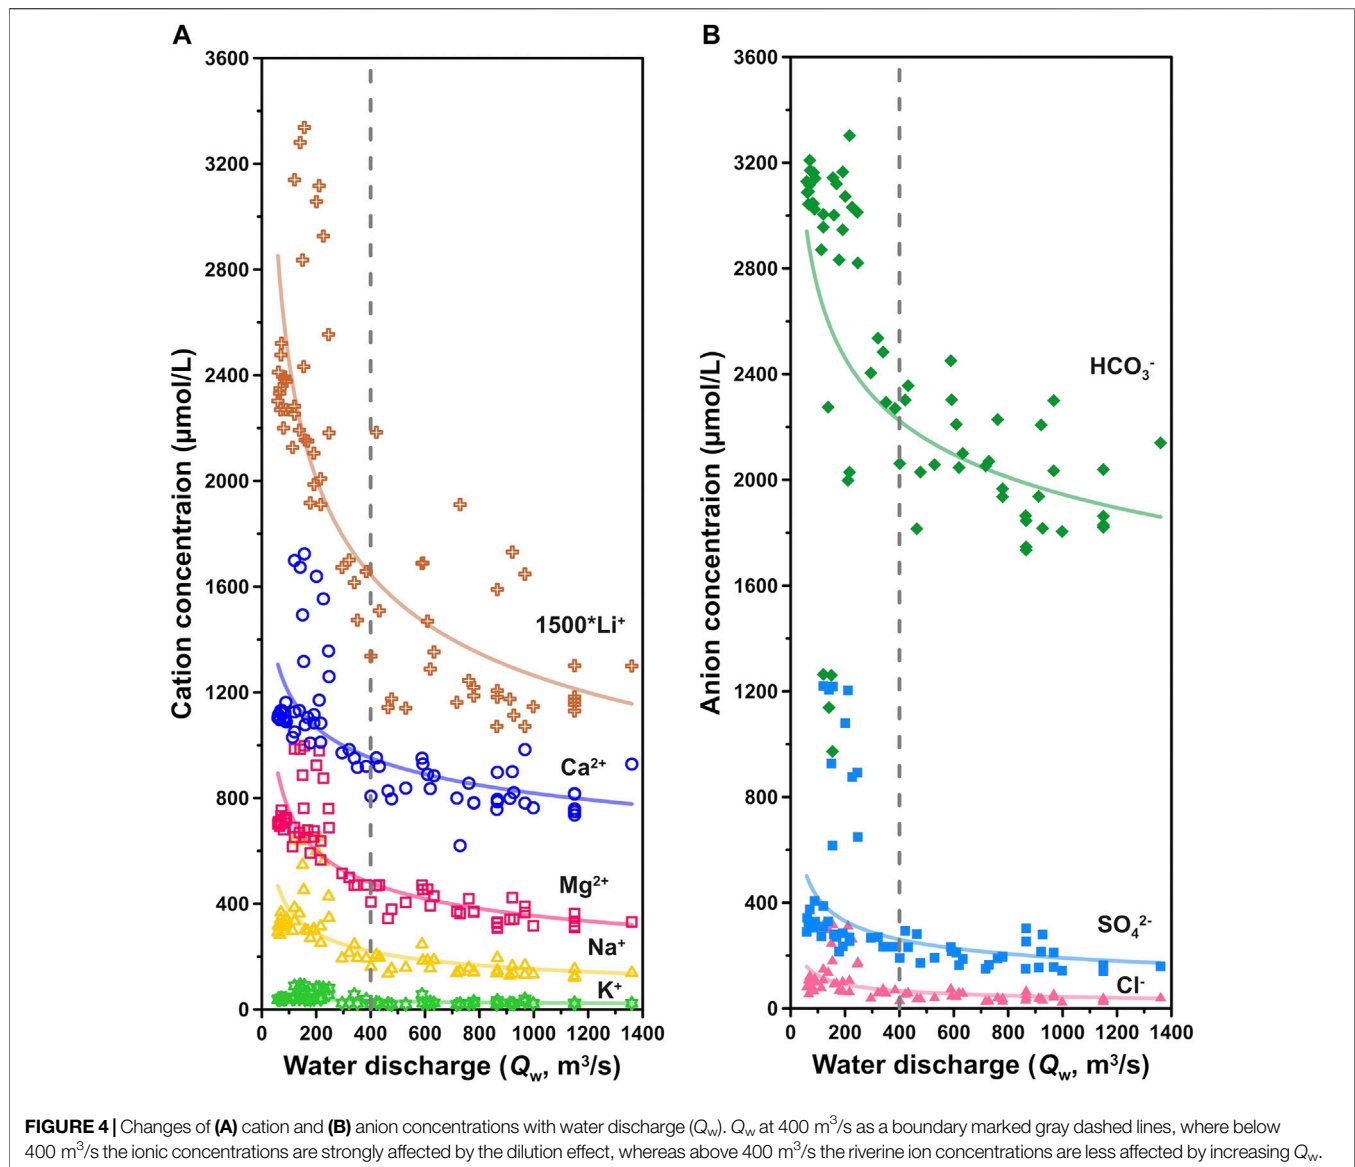 A
B
3600
3200
2800
2400
2000
1600
1200
800
400
0
Cation concentraion (μmol/L)
1500*Li⁺
Ca²⁺
Mg²⁺
Na⁺
K⁺
0 200 400 600 800 1000 1200 1400
Water discharge (Qw, m³/s)
3600
3200
2800
2400
2000
1600
1200
800
400
0
Anion concentraion (μmol/L)
HCO₃⁻
SO₄²⁻
Cl⁻
0 200 400 600 800 1000 1200 1400
Water discharge (Qw, m³/s)
FIGURE 4 | Changes of (A) cation and (B) anion concentrations with water discharge (Qw). Qw at 400 m³/s as a boundary marked gray dashed lines, where below
400 m³/s the ionic concentrations are strongly affected by the dilution effect, whereas above 400 m³/s the riverine ion concentrations are less affected by increasing Qw.